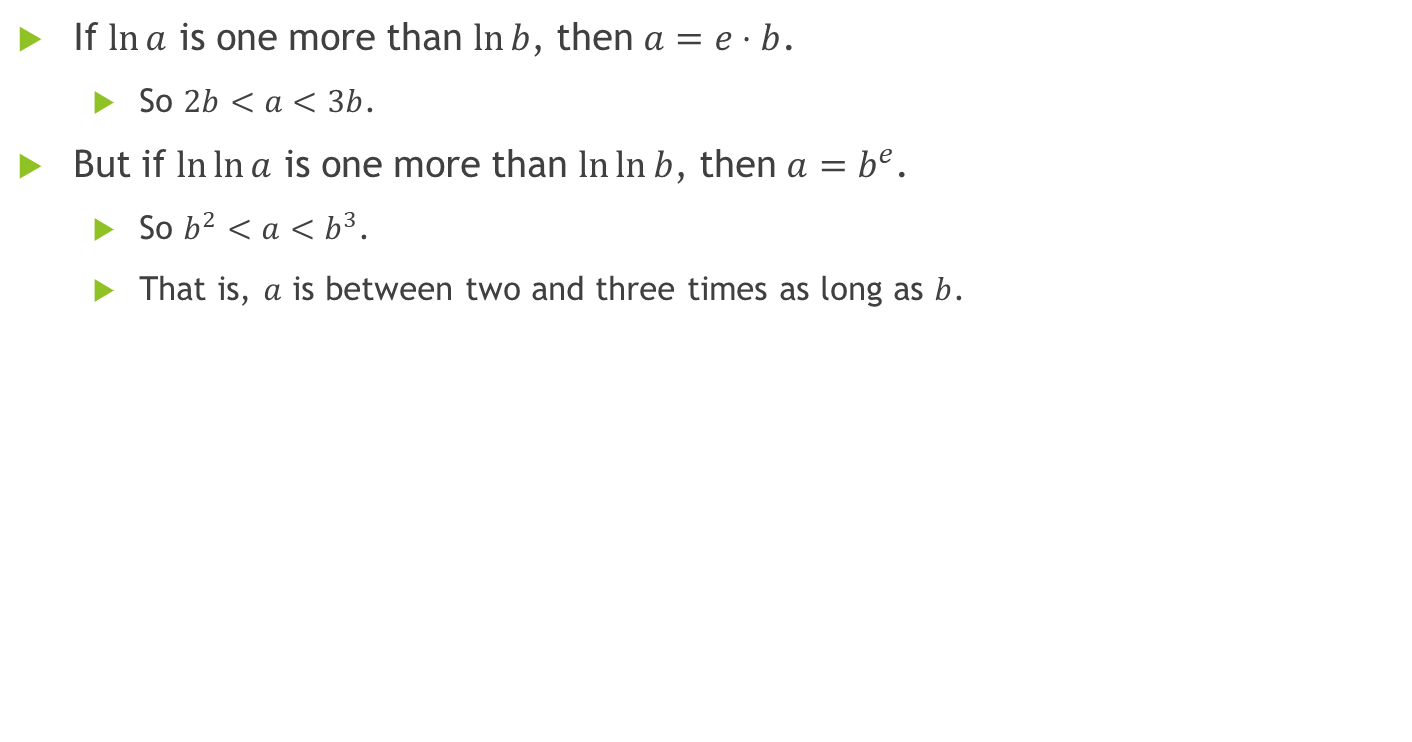 If ln a is one more than ln b, then a = e · b.
So 2b < a < 3b.
But if ln ln a is one more than ln ln b, then a = bᵉ.
So b² < a < b³.
That is, a is between two and three times as long as b.